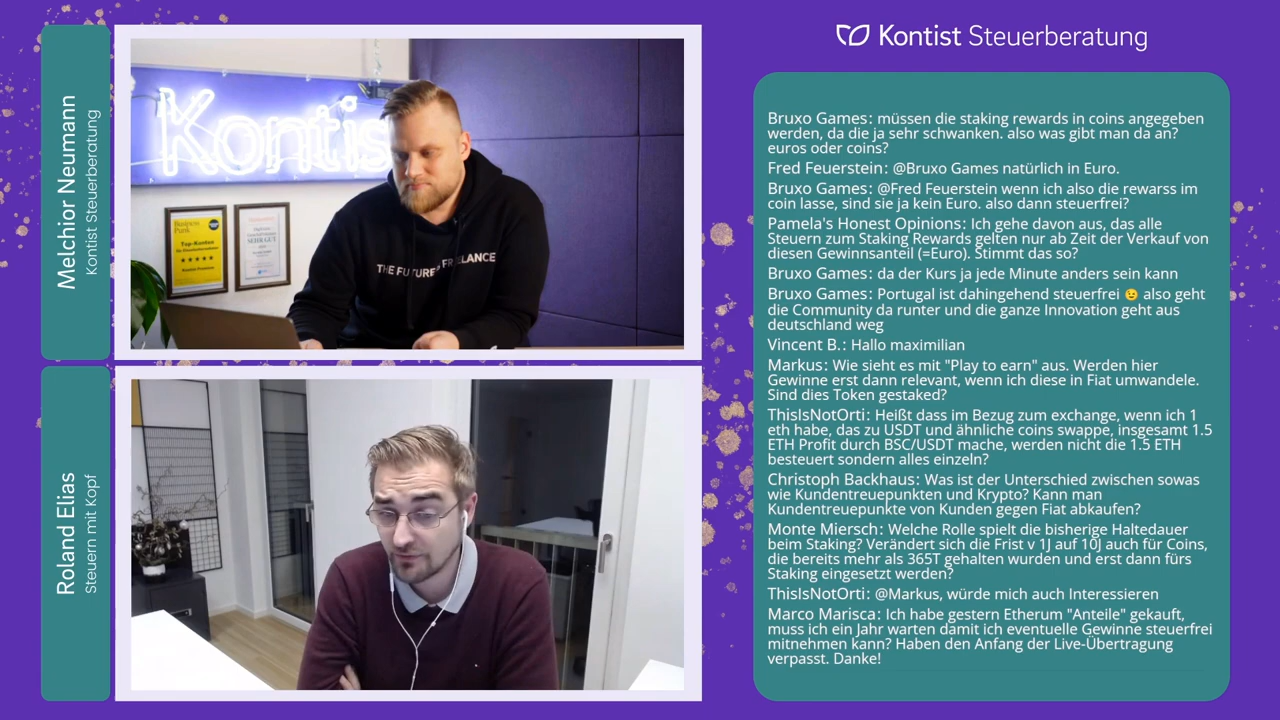 Melchior Neumann
Kontist Steuerberatung
Kontis
Business
Punk
Top-Konten
Kontist Premium
SEHR GUT
THE FUTURE FREELANCE
Roland Elias
Steuern mit Kopf
Kontist Steuerberatung
Bruxo Games: müssen die staking rewards in coins angegeben
werden, da die ja sehr schwanken. also was gibt man da an?
euros oder coins?
Fred Feuerstein: @Bruxo Games natürlich in Euro.
Bruxo Games: @Fred Feuerstein wenn ich also die rewarss im
coin lasse, sind sie ja kein Euro. also dann steuerfrei?
Pamela's Honest Opinions: Ich gehe davon aus, das alle
Steuern zum Staking Rewards gelten nur ab Zeit der Verkauf von
diesen Gewinnsanteil (=Euro). Stimmt das so?
Bruxo Games: da der Kurs ja jede Minute anders sein kann
Bruxo Games: Portugal ist dahingehend steuerfrei 😉 also geht
die Community da runter und die ganze Innovation geht aus
deutschland weg
Vincent B.: Hallo maximilian
Markus: Wie sieht es mit "Play to earn" aus. Werden hier
Gewinne erst dann relevant, wenn ich diese in Fiat umwandele.
Sind dies Token gestaked?
ThisIsNotOrti: Heißt dass im Bezug zum exchange, wenn ich 1
eth habe, das zu USDT und ähnliche coins swappe, insgesamt 1.5
ETH Profit durch BSC/USDT mache, werden nicht die 1.5 ETH
besteuert sondern alles einzeln?
Christoph Backhaus: Was ist der Unterschied zwischen sowas
wie Kundentreuepunkten und Krypto? Kann man
Kundentreuepunkte von Kunden gegen Fiat abkaufen?
Monte Miersch: Welche Rolle spielt die bisherige Haltedauer
beim Staking? Verändert sich die Frist v 1J auf 10J auch für Coins,
die bereits mehr als 365T gehalten wurden und erst dann fürs
Staking eingesetzt werden?
ThisIsNotOrti: @Markus, würde mich auch Interessieren
Marco Marisca: Ich habe gestern Etherum "Anteile" gekauft,
muss ich ein Jahr warten damit ich eventuelle Gewinne steuerfrei
mitnehmen kann? Haben den Anfang der Live-Übertragung
verpasst. Danke!